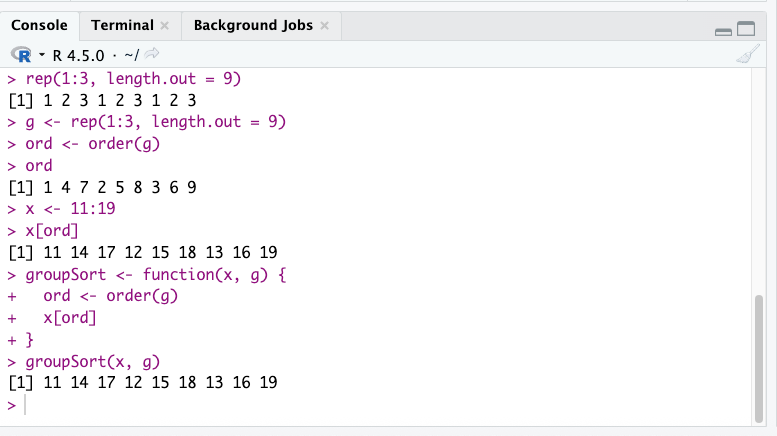 Console Terminal Background Jobs
R R 4.5.0 · ~/
> rep(1:3, length.out = 9)
[1] 1 2 3 1 2 3 1 2 3
> g <- rep(1:3, length.out = 9)
> ord <- order(g)
> ord
[1] 1 4 7 2 5 8 3 6 9
> x <- 11:19
> x[ord]
[1] 11 14 17 12 15 18 13 16 19
> groupSort <- function(x, g) {
+   ord <- order(g)
+   x[ord]
+ }
> groupSort(x, g)
[1] 11 14 17 12 15 18 13 16 19
>